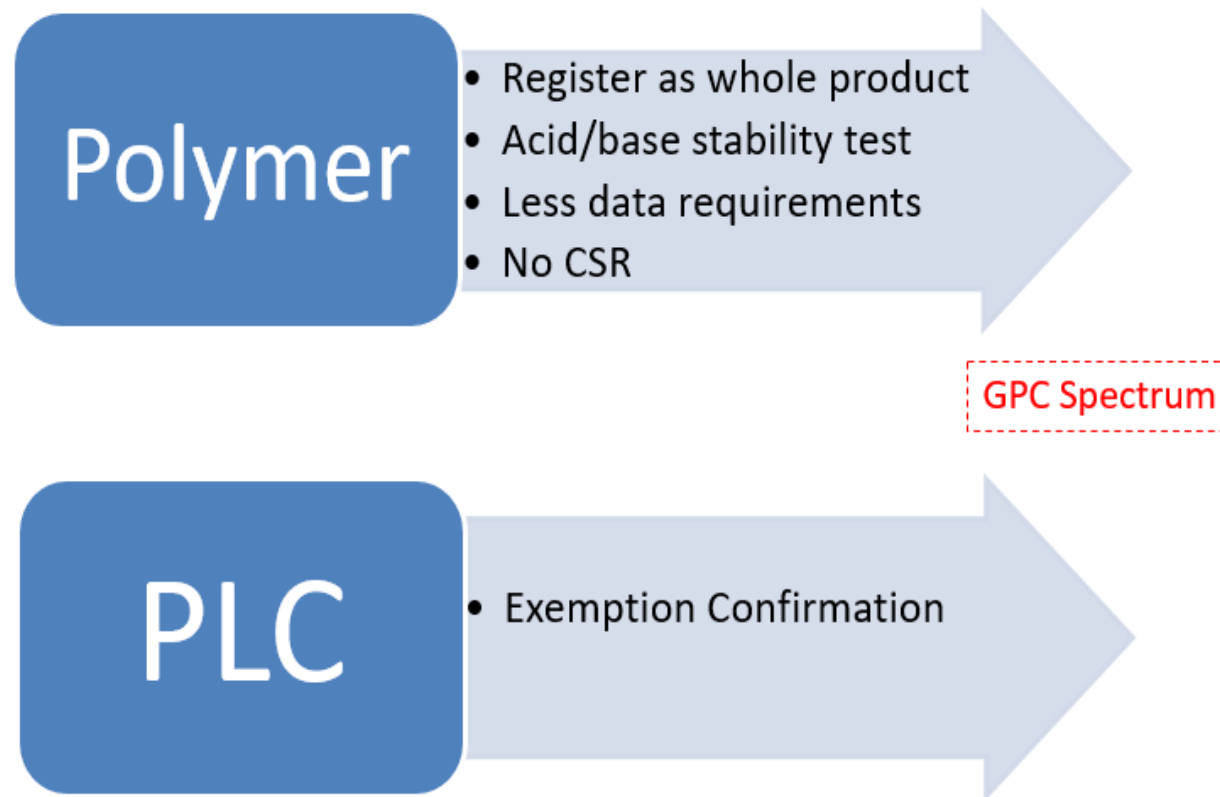 Polymer
• Register as whole product
• Acid/base stability test
• Less data requirements
• No CSR
GPC Spectrum
PLC
• Exemption Confirmation